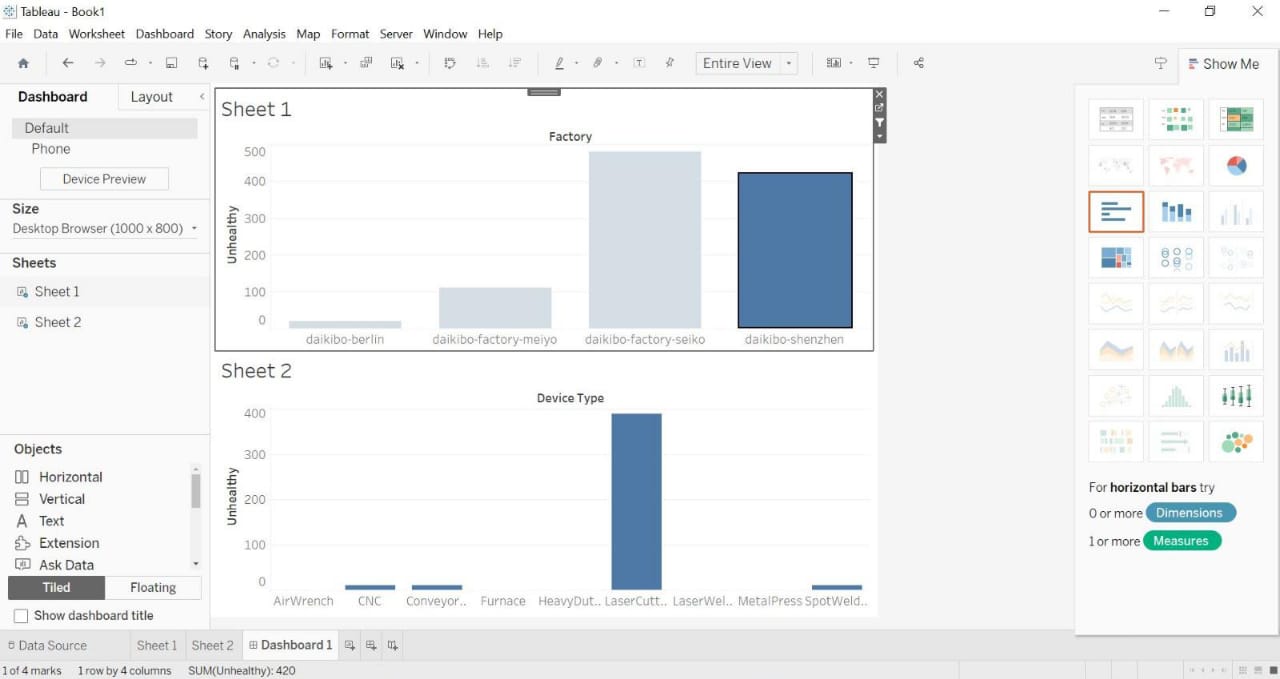 Tableau - Book1
File Data Worksheet Dashboard Story Analysis Map Format Server Window Help
Entire View
Show Me
Dashboard Layout
Default
Phone
Device Preview
Size
Desktop Browser (1000 x 800)
Sheets
Sheet 1
Sheet 2
Objects
Horizontal
Vertical
Text
Extension
Ask Data
Tiled Floating
Show dashboard title
Sheet 1
Factory
Unhealthy
500
400
300
200
100
0
daikibo-berlin daikibo-factory-meiyo daikibo-factory-seiko daikibo-shenzhen
Sheet 2
Device Type
Unhealthy
400
300
200
100
0
AirWrench CNC Conveyor.. Furnace HeavyDut.. LaserCutt.. LaserWel.. MetalPress SpotWeld..
For horizontal bars try
0 or more Dimensions
1 or more Measures
Data Source Sheet 1 Sheet 2 Dashboard 1
1 of 4 marks 1 row by 4 columns SUM(Unhealthy): 420